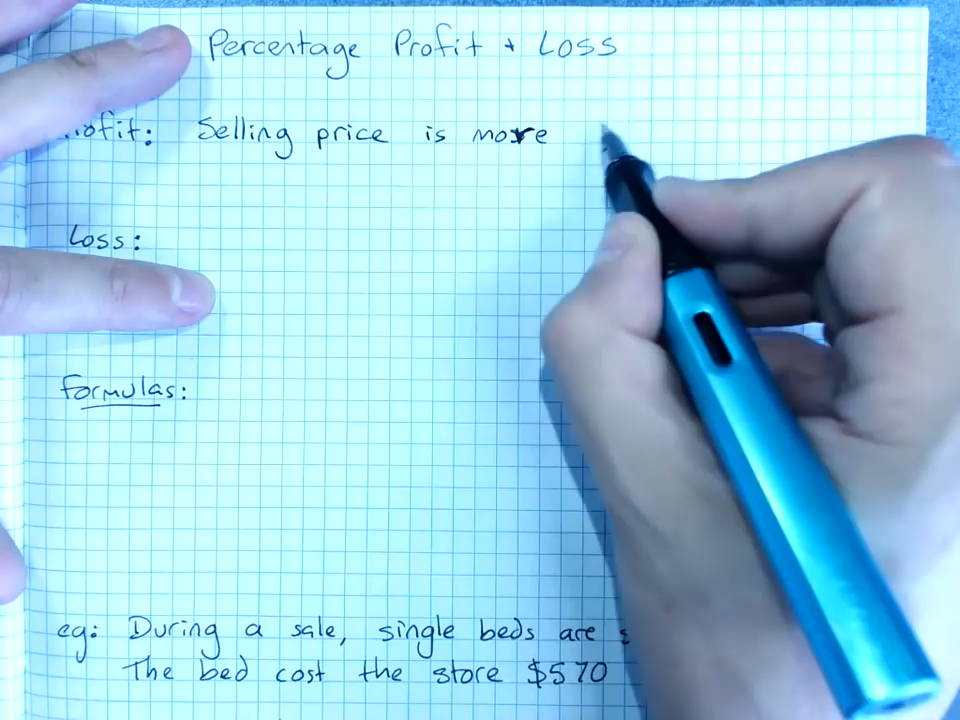 Percentage Profit + Loss
rofit: Selling price is more
Loss:
Formulas:
eg: During a sale, single beds are
The bed cost the store $570